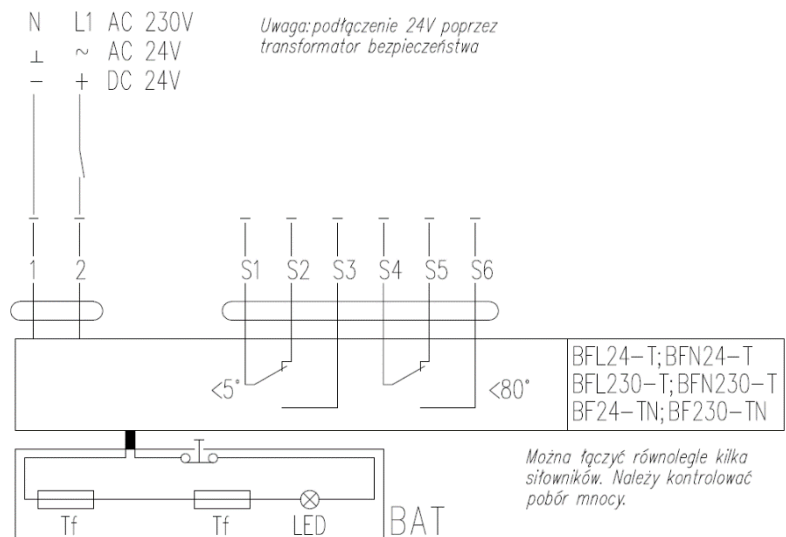 N L1 AC 230V
⊥ ~ AC 24V
− + DC 24V
Uwaga:podłączenie 24V poprzez
transformator bezpieczeństwa
1 2 S1 S2 S3 S4 S5 S6
<5° <80°
BFL24-T;BFN24-T
BFL230-T;BFN230-T
BF24-TN;BF230-TN
Tf Tf LED BAT
Można łączyć równolegle kilka
siłowników. Należy kontrolować
pobór mnocy.